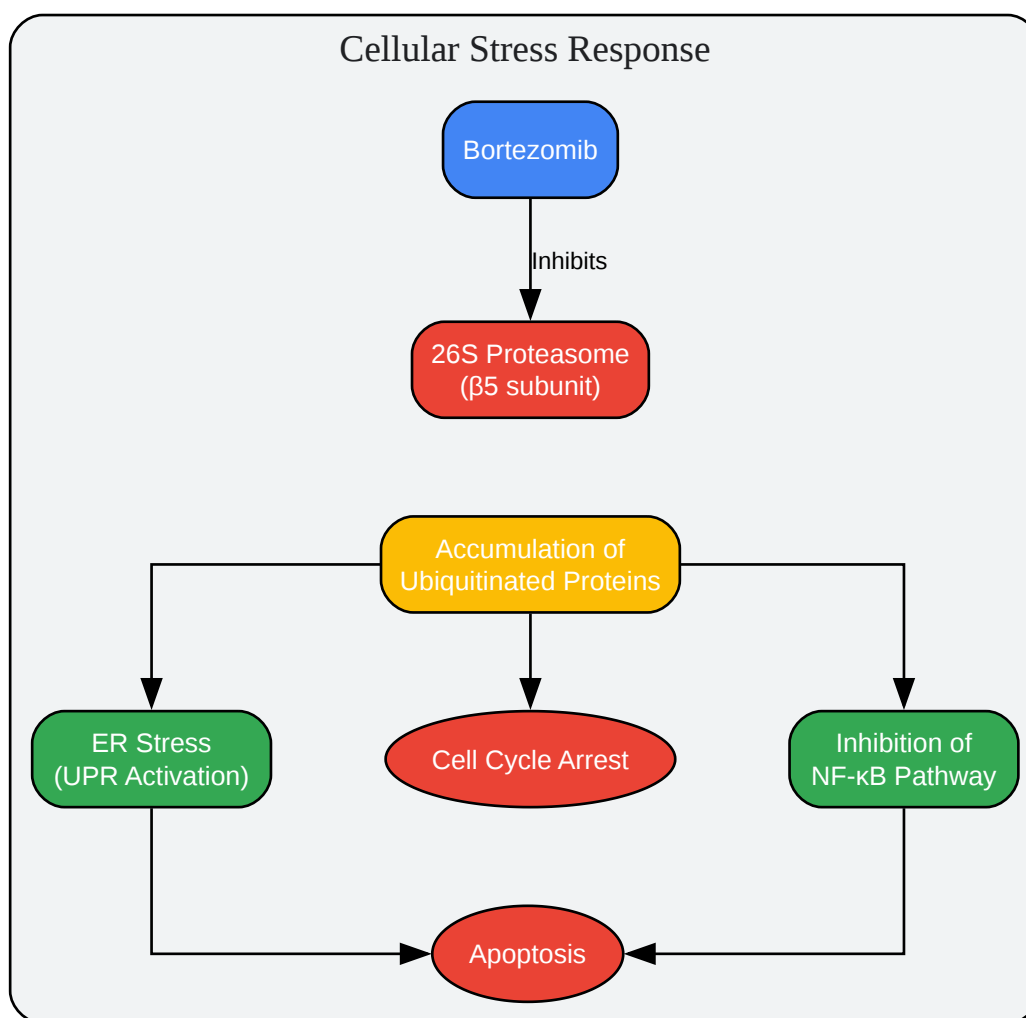 Cellular Stress Response
Bortezomib
Inhibits
26S Proteasome
(β5 subunit)
Accumulation of
Ubiquitinated Proteins
ER Stress
(UPR Activation)
Cell Cycle Arrest
Inhibition of
NF-κB Pathway
Apoptosis